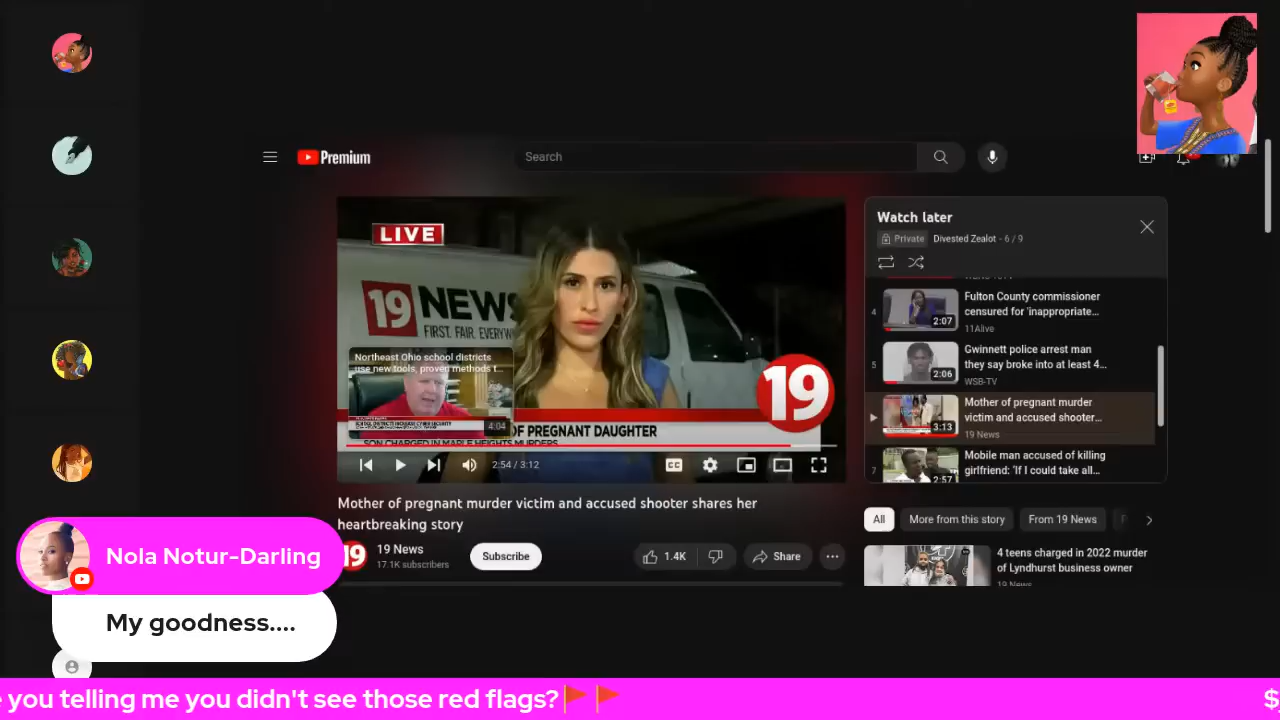 Premium
Search
LIVE
19 NEWS
FIRST. FAIR. EVERYW
19
Northeast Ohio school districts
use new tools, proven methods t...
4:04
OF PREGNANT DAUGHTER
SON CHARGED IN MAPLE HEIGHTS MURDERS
2:54 / 3:12
CC
Mother of pregnant murder victim and accused shooter shares her
heartbreaking story
19
19 News
17.1K subscribers
Subscribe
1.4K
Share
Watch later
Private
Divested Zealot - 6 / 9
4
2:07
Fulton County commissioner
censured for 'inappropriate...
11Alive
5
2:06
Gwinnett police arrest man
they say broke into at least 4...
WSB-TV
3:13
Mother of pregnant murder
victim and accused shooter...
19 News
7
2:57
Mobile man accused of killing
girlfriend: 'If I could take all...
All
More from this story
From 19 News
4 teens charged in 2022 murder
of Lyndhurst business owner
19 News
Nola Notur-Darling
My goodness....
e you telling me you didn't see those red flags?🚩🚩
$